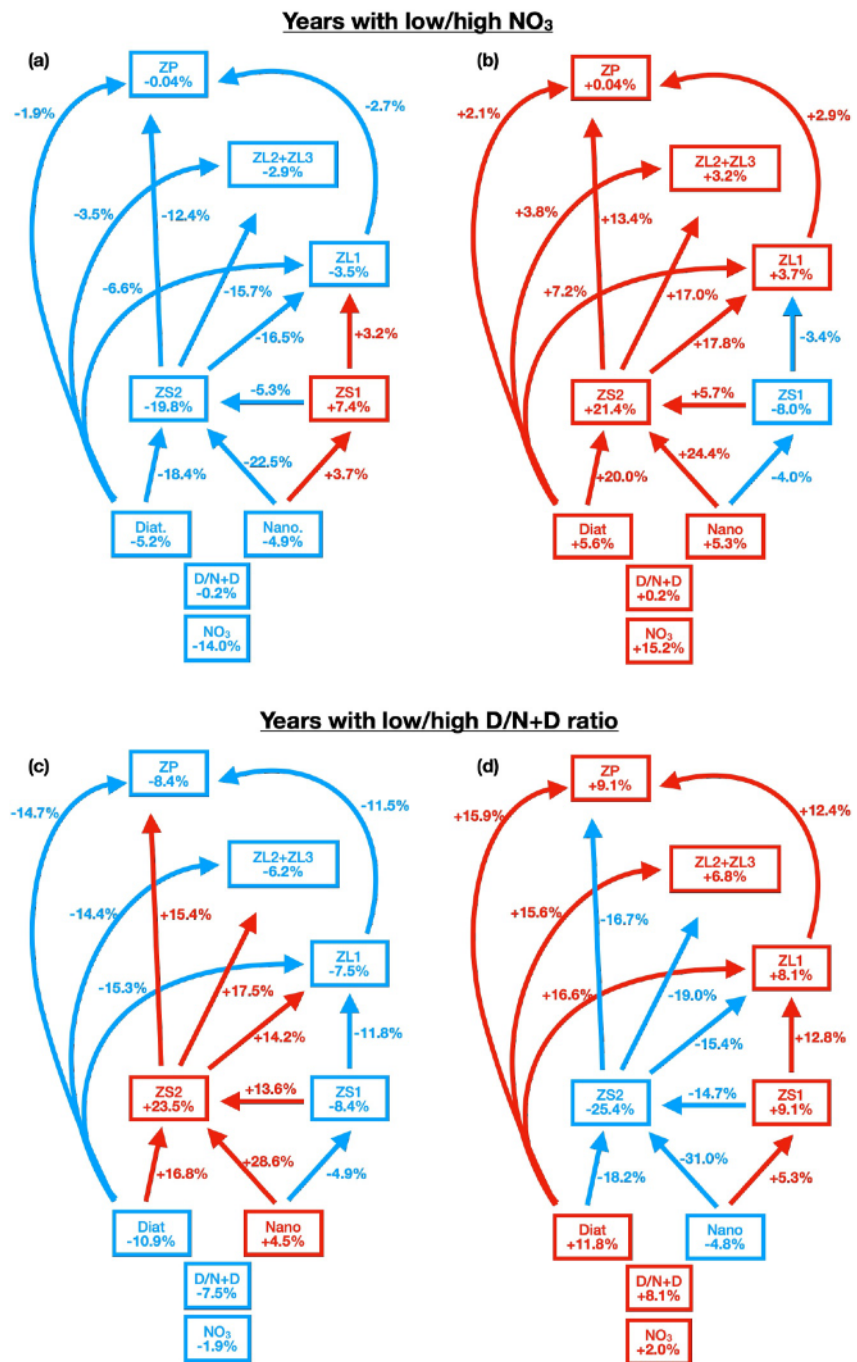 Years with low/high NO₃
(a)
ZP
-0.04%
-1.9%
-2.7%
ZL2+ZL3
-2.9%
-3.5%
-12.4%
ZL1
-3.5%
-6.6%
-15.7%
-16.5%
+3.2%
ZS2
-19.8%
-5.3%
ZS1
+7.4%
-18.4%
-22.5%
+3.7%
Diat.
-5.2%
Nano.
-4.9%
D/N+D
-0.2%
NO₃
-14.0%
(b)
ZP
+0.04%
+2.1%
+2.9%
ZL2+ZL3
+3.2%
+3.8%
+13.4%
ZL1
+3.7%
+7.2%
+17.0%
+17.8%
-3.4%
ZS2
+21.4%
+5.7%
ZS1
-8.0%
+20.0%
+24.4%
-4.0%
Diat
+5.6%
Nano
+5.3%
D/N+D
+0.2%
NO₃
+15.2%
Years with low/high D/N+D ratio
(c)
ZP
-8.4%
-14.7%
-11.5%
ZL2+ZL3
-6.2%
-14.4%
+15.4%
ZL1
-7.5%
-15.3%
+17.5%
+14.2%
-11.8%
ZS2
+23.5%
+13.6%
ZS1
-8.4%
+16.8%
+28.6%
-4.9%
Diat
-10.9%
Nano
+4.5%
D/N+D
-7.5%
NO₃
-1.9%
(d)
ZP
+9.1%
+15.9%
+12.4%
ZL2+ZL3
+6.8%
+15.6%
-16.7%
ZL1
+8.1%
+16.6%
-19.0%
-15.4%
+12.8%
ZS2
-25.4%
-14.7%
ZS1
+9.1%
-18.2%
-31.0%
+5.3%
Diat
+11.8%
Nano
-4.8%
D/N+D
+8.1%
NO₃
+2.0%